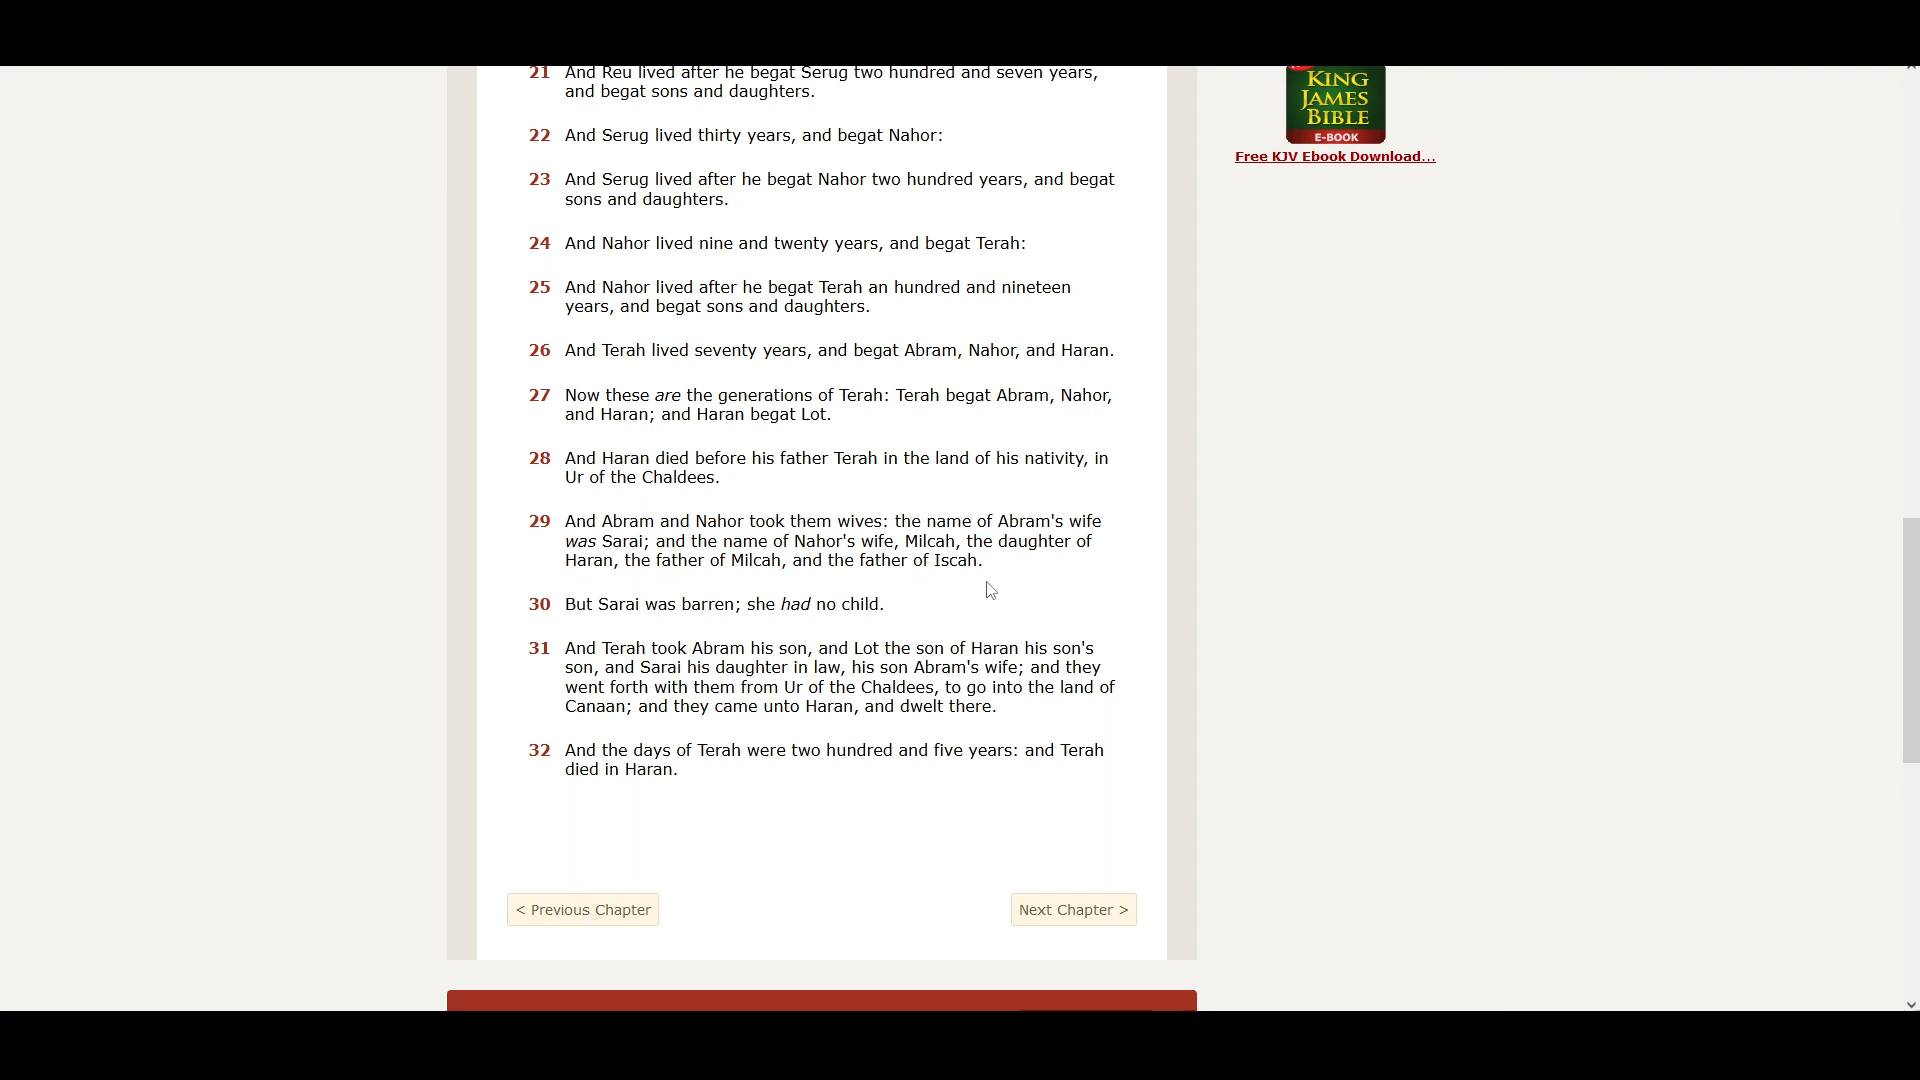 21 And Reu lived after he begat Serug two hundred and seven years,
and begat sons and daughters.
22 And Serug lived thirty years, and begat Nahor:
23 And Serug lived after he begat Nahor two hundred years, and begat
sons and daughters.
24 And Nahor lived nine and twenty years, and begat Terah:
25 And Nahor lived after he begat Terah an hundred and nineteen
years, and begat sons and daughters.
26 And Terah lived seventy years, and begat Abram, Nahor, and Haran.
27 Now these are the generations of Terah: Terah begat Abram, Nahor,
and Haran; and Haran begat Lot.
28 And Haran died before his father Terah in the land of his nativity, in
Ur of the Chaldees.
29 And Abram and Nahor took them wives: the name of Abram's wife
was Sarai; and the name of Nahor's wife, Milcah, the daughter of
Haran, the father of Milcah, and the father of Iscah.
30 But Sarai was barren; she had no child.
31 And Terah took Abram his son, and Lot the son of Haran his son's
son, and Sarai his daughter in law, his son Abram's wife; and they
went forth with them from Ur of the Chaldees, to go into the land of
Canaan; and they came unto Haran, and dwelt there.
32 And the days of Terah were two hundred and five years: and Terah
died in Haran.
< Previous Chapter
Next Chapter >
KING
JAMES
BIBLE
E-BOOK
Free KJV Ebook Download...